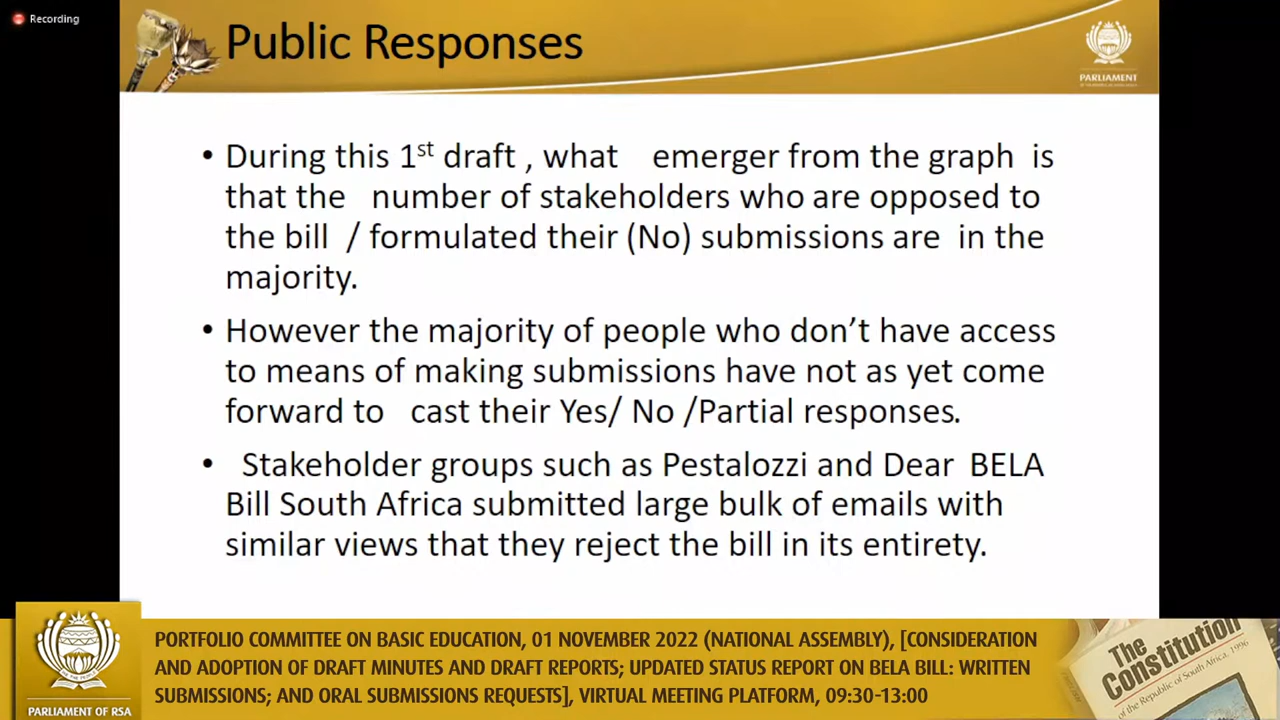 Recording
Public Responses
PARLIAMENT
• During this 1st draft , what emerger from the graph is
that the number of stakeholders who are opposed to
the bill / formulated their (No) submissions are in the
majority.
• However the majority of people who don’t have access
to means of making submissions have not as yet come
forward to cast their Yes/ No /Partial responses.
• Stakeholder groups such as Pestalozzi and Dear BELA
Bill South Africa submitted large bulk of emails with
similar views that they reject the bill in its entirety.
PORTFOLIO COMMITTEE ON BASIC EDUCATION, 01 NOVEMBER 2022 (NATIONAL ASSEMBLY), [CONSIDERATION
AND ADOPTION OF DRAFT MINUTES AND DRAFT REPORTS; UPDATED STATUS REPORT ON BELA BILL: WRITTEN
SUBMISSIONS; AND ORAL SUBMISSIONS REQUESTS], VIRTUAL MEETING PLATFORM, 09:30-13:00
PARLIAMENT OF RSA
The
Constitution
of the Republic of South Africa, 1996